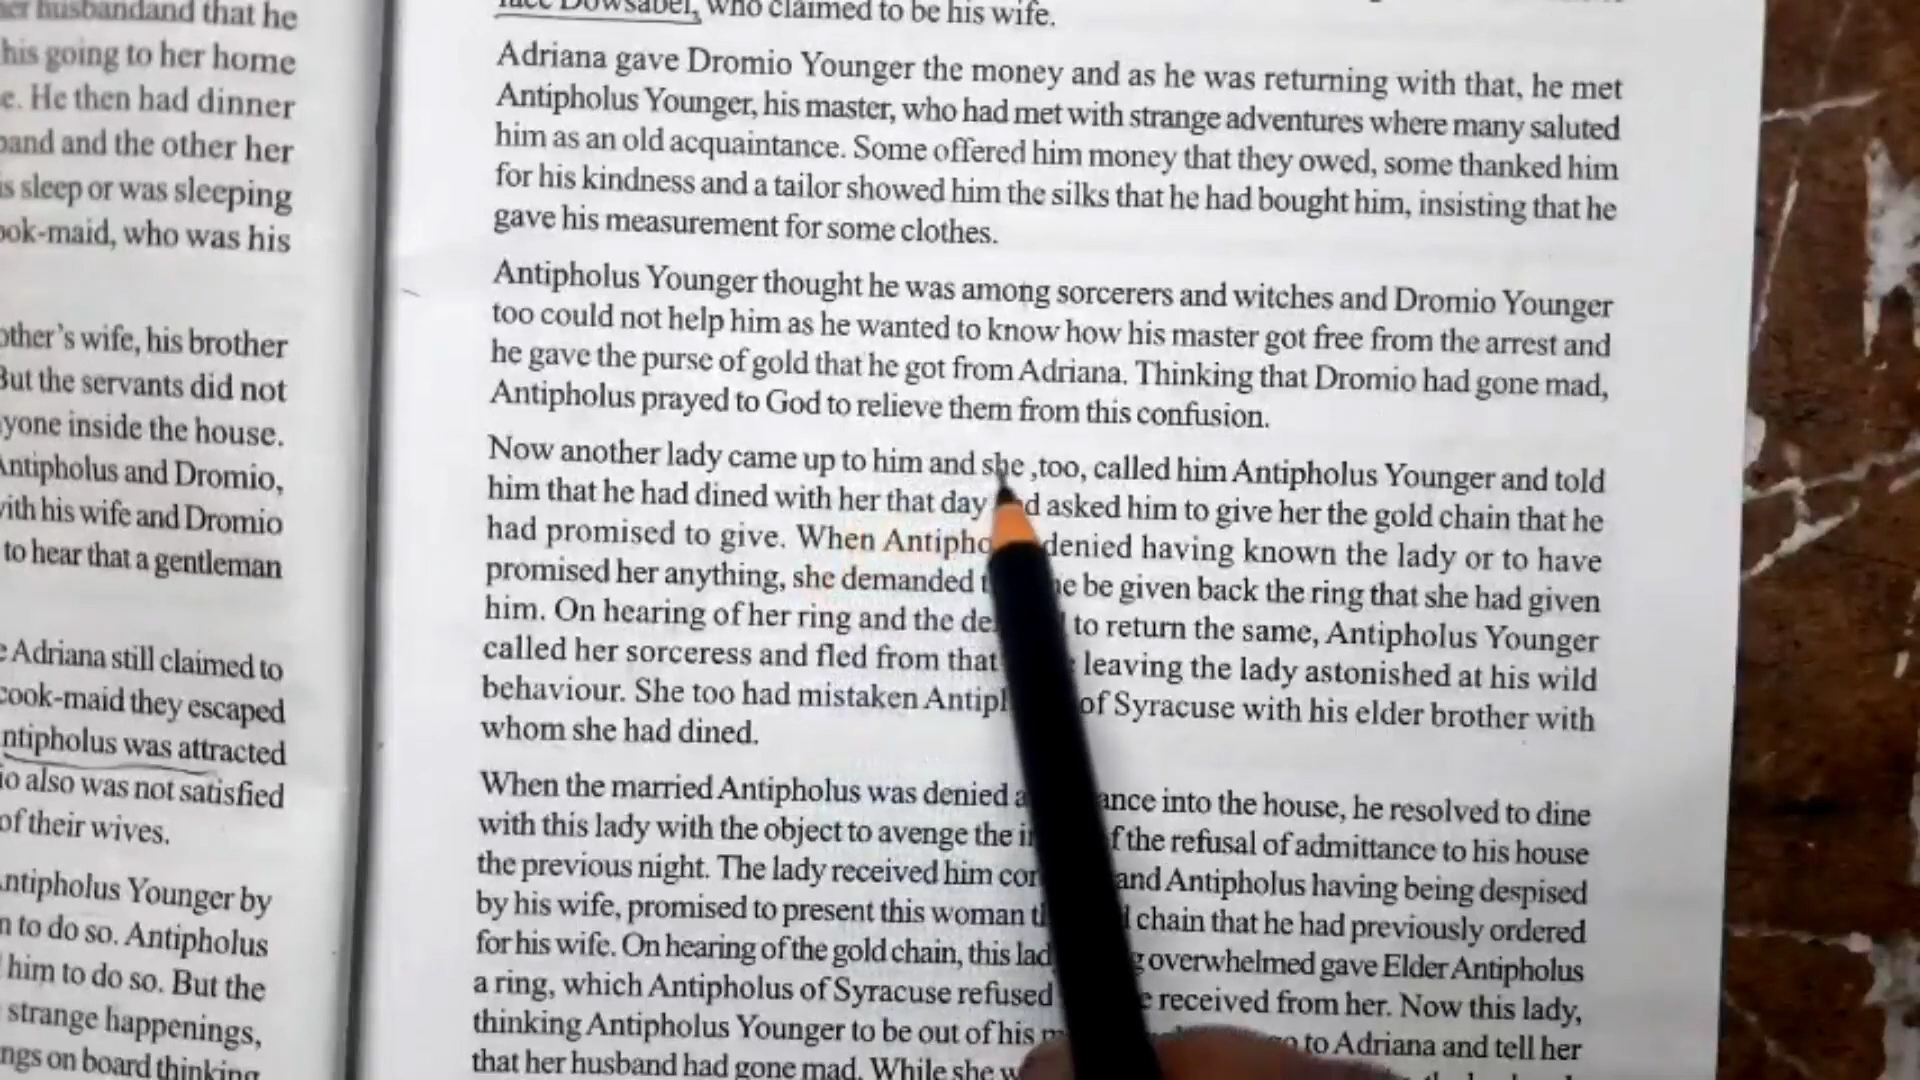 her husbandand that he
his going to her home
e. He then had dinner
band and the other her
is sleep or was sleeping
ook-maid, who was his
other's wife, his brother
But the servants did not
yone inside the house.
Antipholus and Dromio,
with his wife and Dromio
to hear that a gentleman
e Adriana still claimed to
cook-maid they escaped
ntipholus was attracted
io also was not satisfied
of their wives.
Antipholus Younger by
n to do so. Antipholus
him to do so. But the
strange happenings,
ngs on board thinking
Dowsabel, who claimed to be his wife.
Adriana gave Dromio Younger the money and as he was returning with that, he met
Antipholus Younger, his master, who had met with strange adventures where many saluted
him as an old acquaintance. Some offered him money that they owed, some thanked him
for his kindness and a tailor showed him the silks that he had bought him, insisting that he
gave his measurement for some clothes.
Antipholus Younger thought he was among sorcerers and witches and Dromio Younger
too could not help him as he wanted to know how his master got free from the arrest and
he gave the purse of gold that he got from Adriana. Thinking that Dromio had gone mad,
Antipholus prayed to God to relieve them from this confusion.
Now another lady came up to him and she ,too, called him Antipholus Younger and told
him that he had dined with her that day asked him to give her the gold chain that he
had promised to give. When Antipho denied having known the lady or to have
promised her anything, she demanded be given back the ring that she had given
him. On hearing of her ring and the de to return the same, Antipholus Younger
called her sorceress and fled from that leaving the lady astonished at his wild
behaviour. She too had mistaken Antiph of Syracuse with his elder brother with
whom she had dined.
When the married Antipholus was denied a ance into the house, he resolved to dine
with this lady with the object to avenge the in f the refusal of admittance to his house
the previous night. The lady received him cor and Antipholus having being despised
by his wife, promised to present this woman chain that he had previously ordered
for his wife. On hearing of the gold chain, this lad g overwhelmed gave Elder Antipholus
a ring, which Antipholus of Syracuse refused received from her. Now this lady,
thinking Antipholus Younger to be out of his to Adriana and tell her
that her husband had gone mad. While she